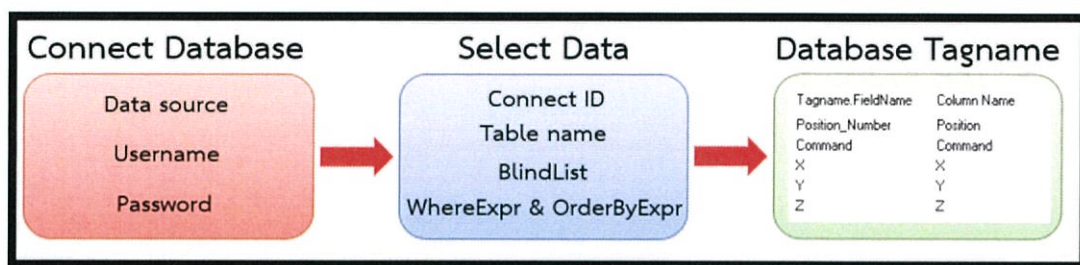 Connect Database
Data source
Username
Password
Select Data
Connect ID
Table name
BlindList
WhereExpr & OrderByExpr
Database Tagname
Tagname.FieldName Column Name
Position_Number Position
Command Command
X X
Y Y
Z Z